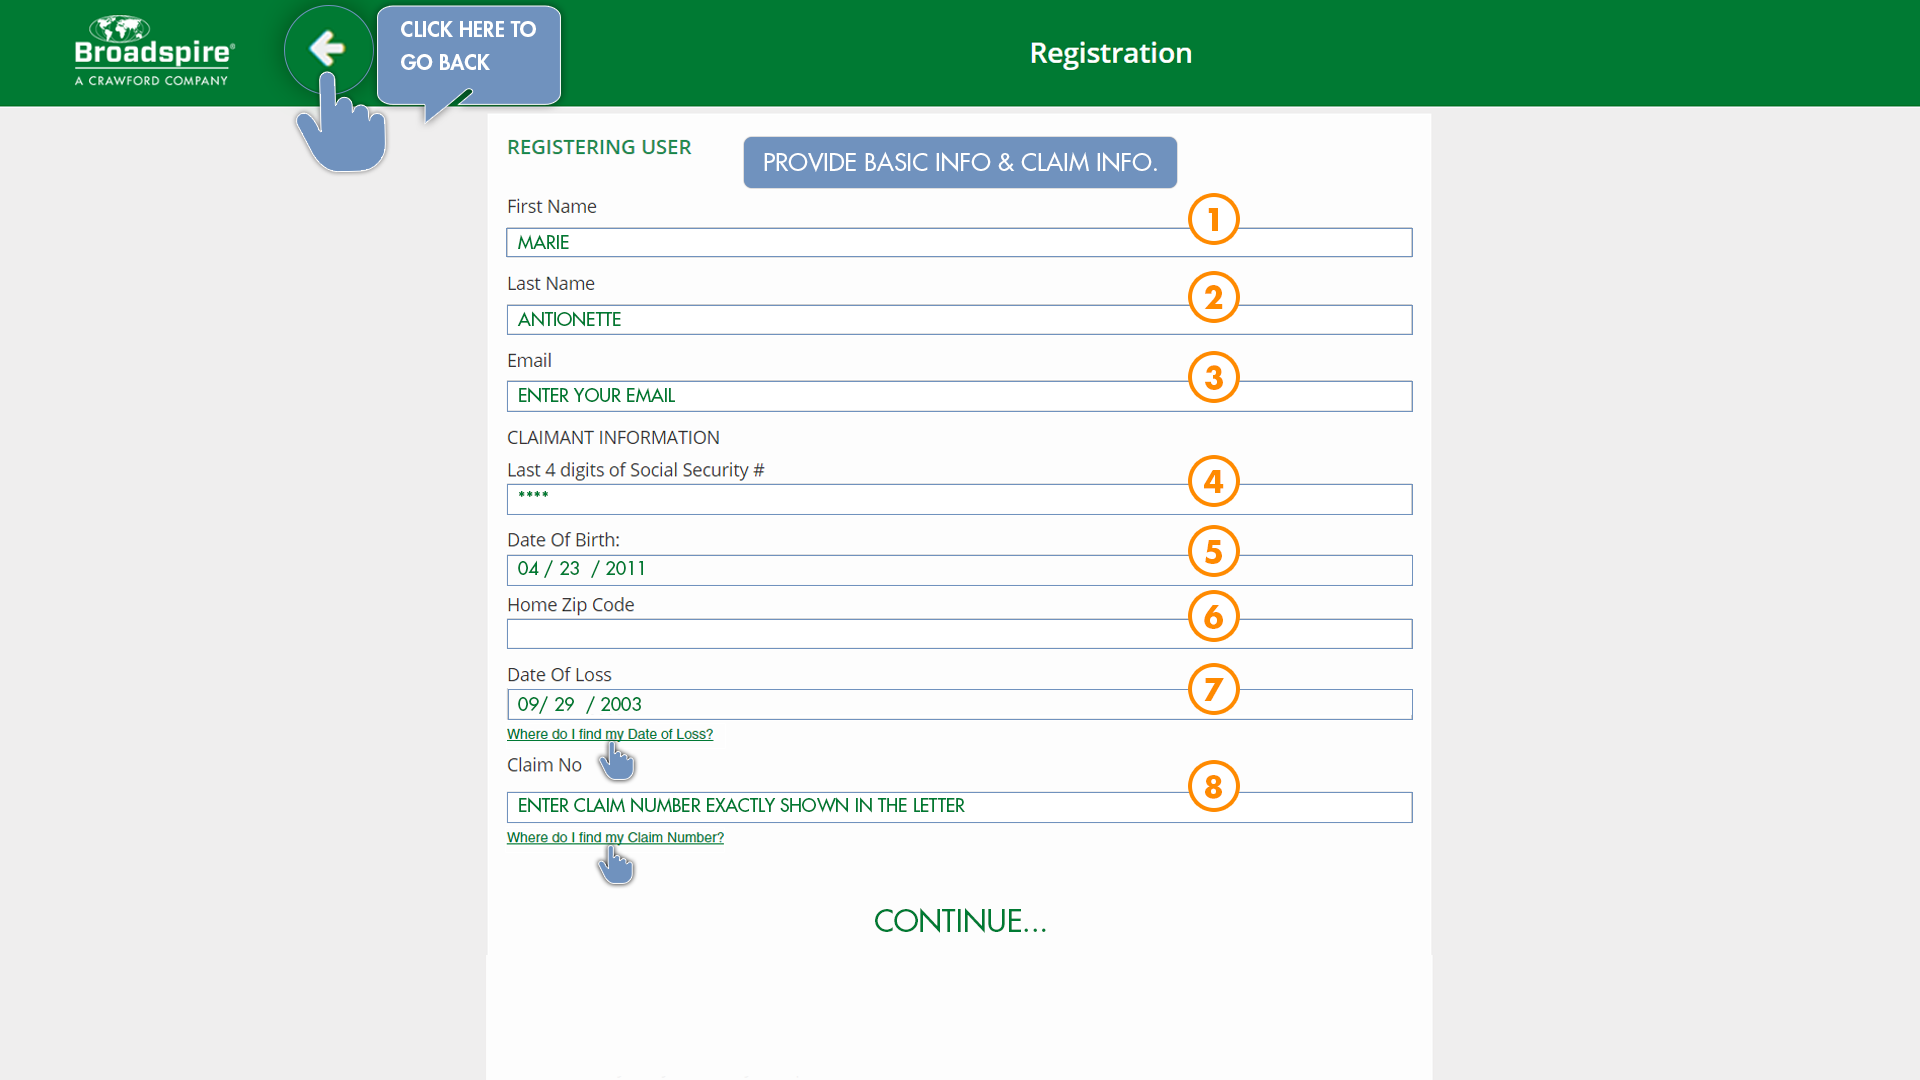 Broadspire®
A CRAWFORD COMPANY
CLICK HERE TO
GO BACK
Registration
REGISTERING USER
PROVIDE BASIC INFO & CLAIM INFO.
First Name
1
MARIE
Last Name
2
ANTIONETTE
Email
3
ENTER YOUR EMAIL
CLAIMANT INFORMATION
Last 4 digits of Social Security #
4
****
Date Of Birth:
5
04 / 23 / 2011
Home Zip Code
6
Date Of Loss
7
09/ 29 / 2003
Where do I find my Date of Loss?
Claim No
8
ENTER CLAIM NUMBER EXACTLY SHOWN IN THE LETTER
Where do I find my Claim Number?
CONTINUE...